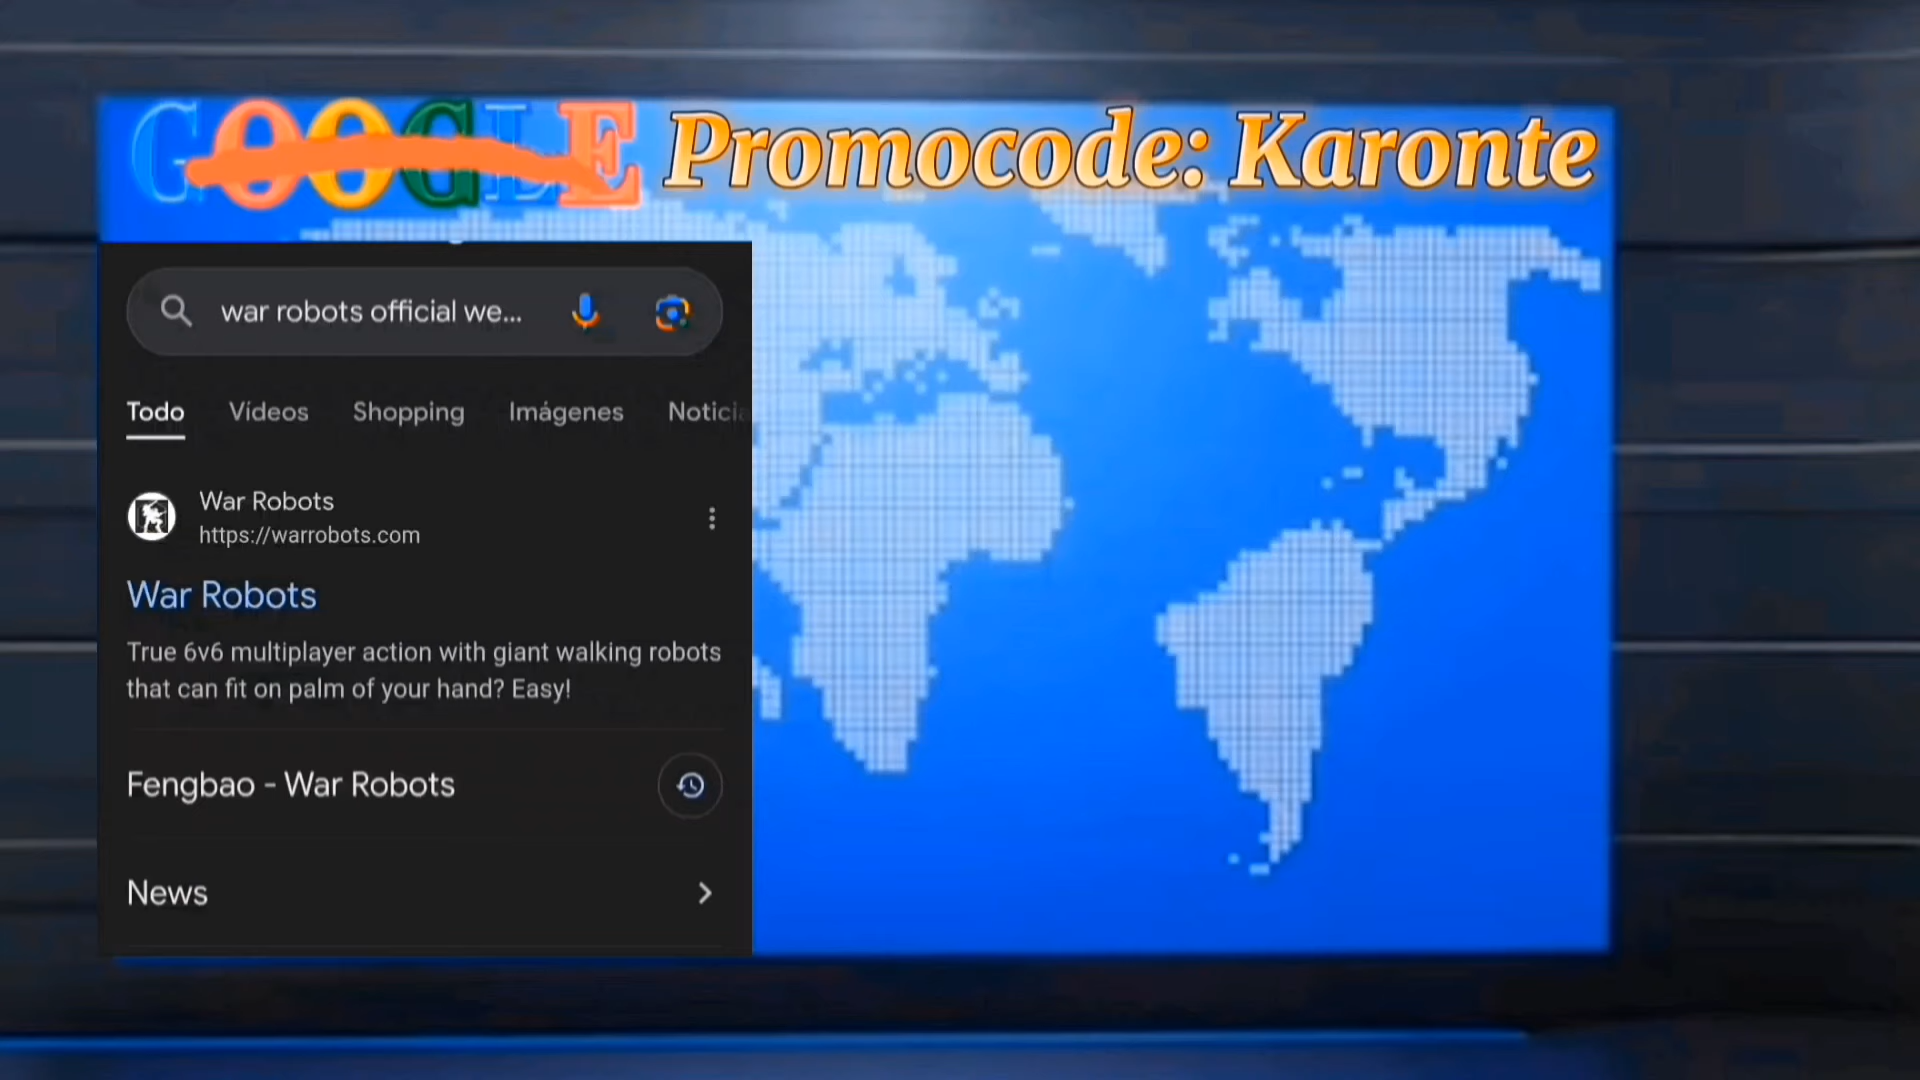 GOOGLE Promocode: Karonte
war robots official we...
Todo Vídeos Shopping Imágenes Notici
War Robots
https://warrobots.com
War Robots
True 6v6 multiplayer action with giant walking robots
that can fit on palm of your hand? Easy!
Fengbao - War Robots
News